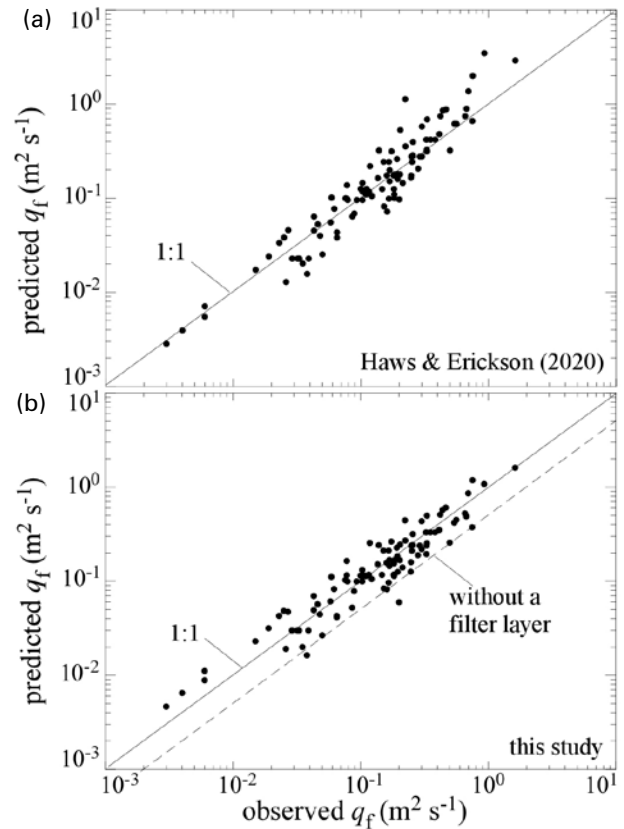 (a)
10¹
10⁰
10⁻¹
10⁻²
10⁻³
predicted q_f (m² s⁻¹)
1:1
Haws & Erickson (2020)
(b)
10¹
10⁰
10⁻¹
10⁻²
10⁻³
predicted q_f (m² s⁻¹)
1:1
without a
filter layer
this study
10⁻³ 10⁻² 10⁻¹ 10⁰ 10¹
observed q_f (m² s⁻¹)